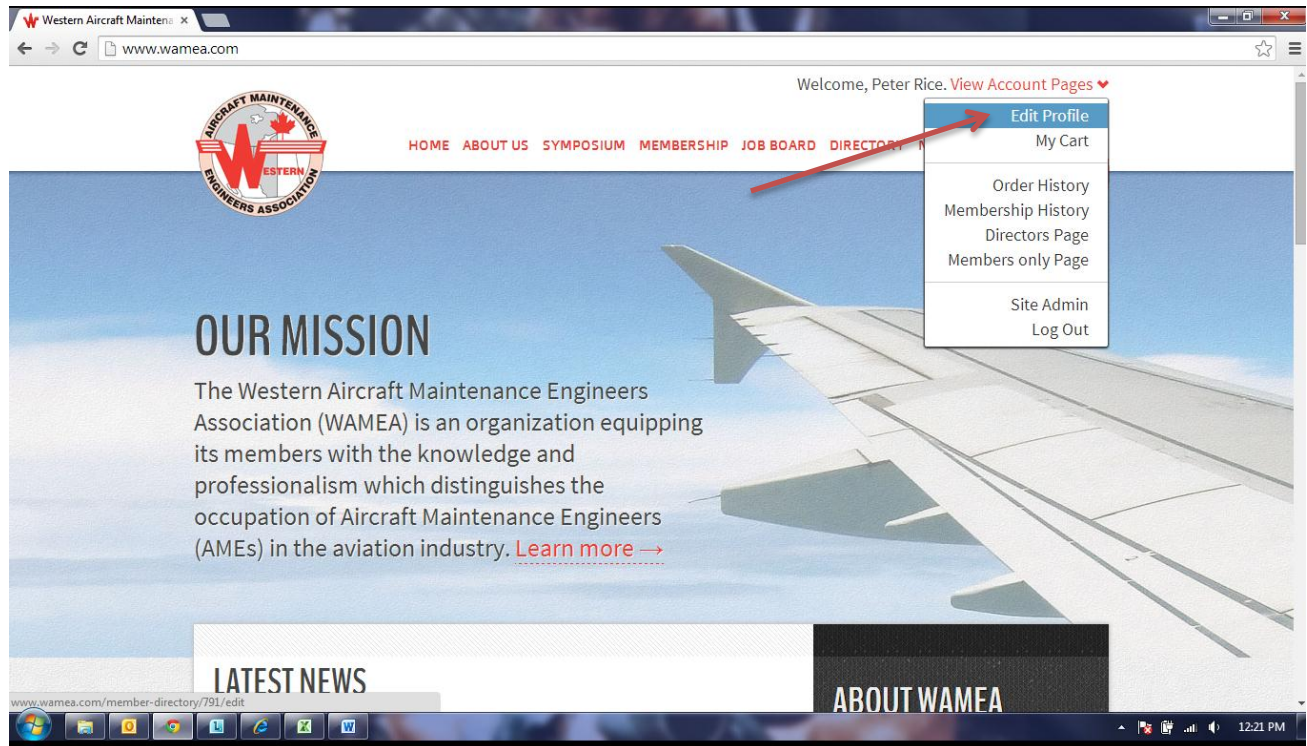 Western Aircraft Maintena
www.wamea.com
Welcome, Peter Rice. View Account Pages
AIRCRAFT MAINTENANCE
WESTERN
ENGINEERS ASSOCIATION
HOME ABOUT US SYMPOSIUM MEMBERSHIP JOB BOARD DIRECTORY N
Edit Profile
My Cart
Order History
Membership History
Directors Page
Members only Page
Site Admin
Log Out
OUR MISSION
The Western Aircraft Maintenance Engineers
Association (WAMEA) is an organization equipping
its members with the knowledge and
professionalism which distinguishes the
occupation of Aircraft Maintenance Engineers
(AMEs) in the aviation industry. Learn more →
LATEST NEWS
ABOUT WAMEA
www.wamea.com/member-directory/791/edit
12:21 PM